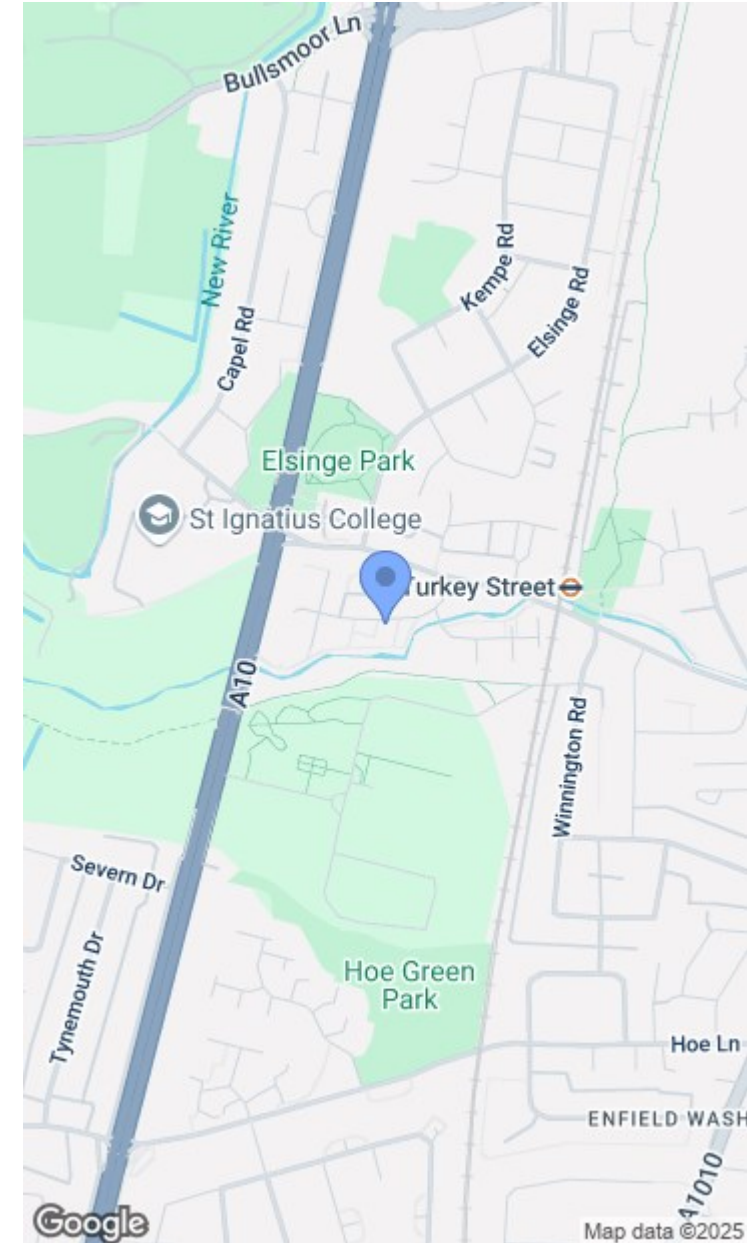 Bullsmoor Ln
New River
Kempe Rd
Capel Rd
Elsinge Rd
Elsinge Park
St Ignatius College
Turkey Street
A10
Winnington Rd
Severn Dr
Tynemouth Dr
Hoe Green
Park
Hoe Ln
ENFIELD WASH
A1010
Google
Map data ©2025